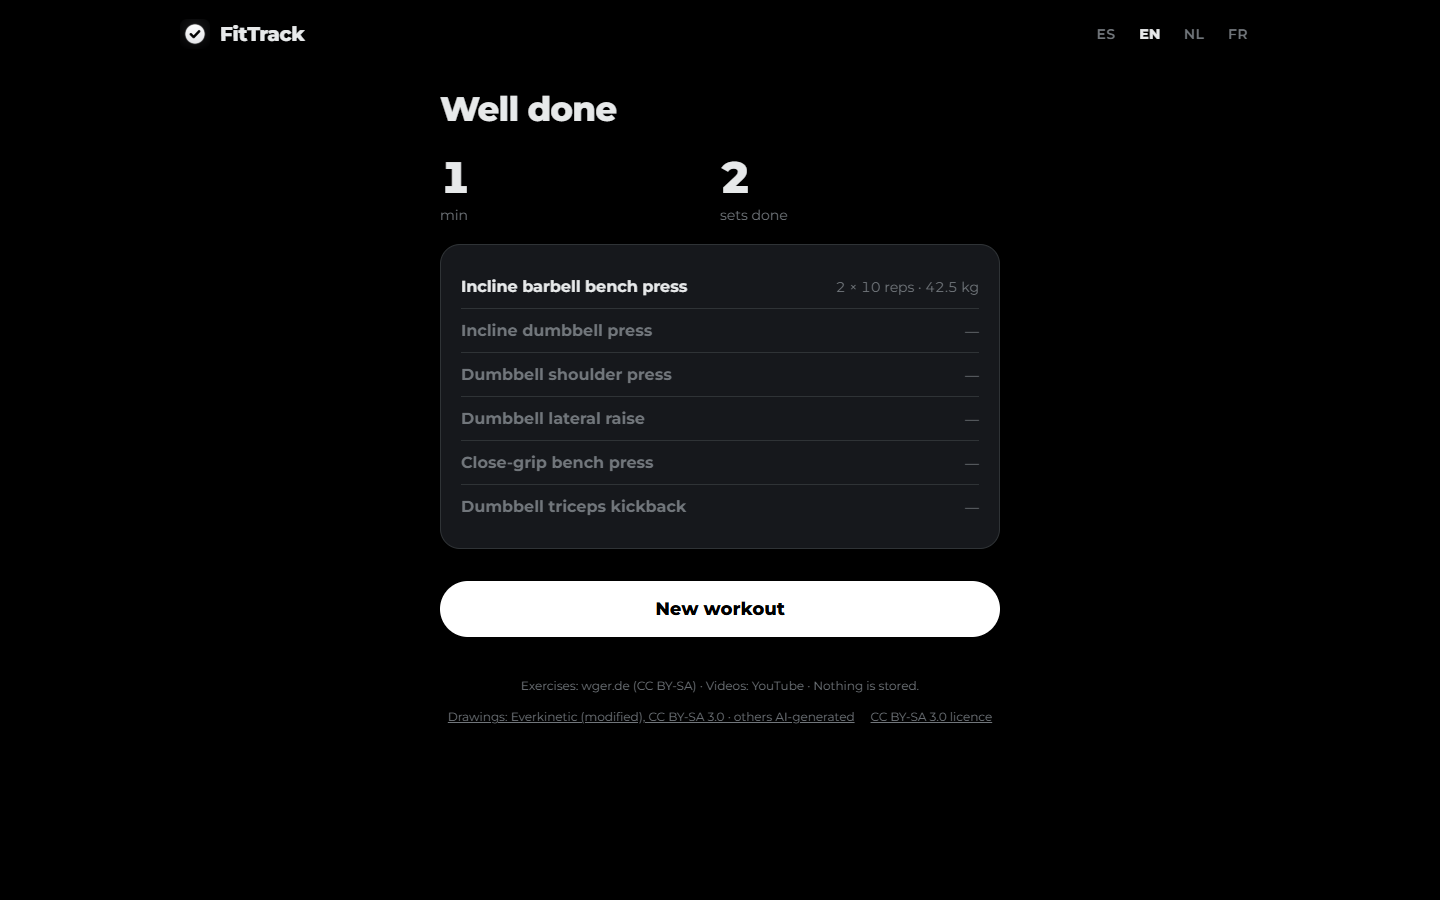 FitTrack
ES EN NL FR
Well done
1 2
min sets done
Incline barbell bench press 2 × 10 reps · 42.5 kg
Incline dumbbell press —
Dumbbell shoulder press —
Dumbbell lateral raise —
Close-grip bench press —
Dumbbell triceps kickback —
New workout
Exercises: wger.de (CC BY-SA) · Videos: YouTube · Nothing is stored.
Drawings: Everkinetic (modified), CC BY-SA 3.0 · others AI-generated CC BY-SA 3.0 licence